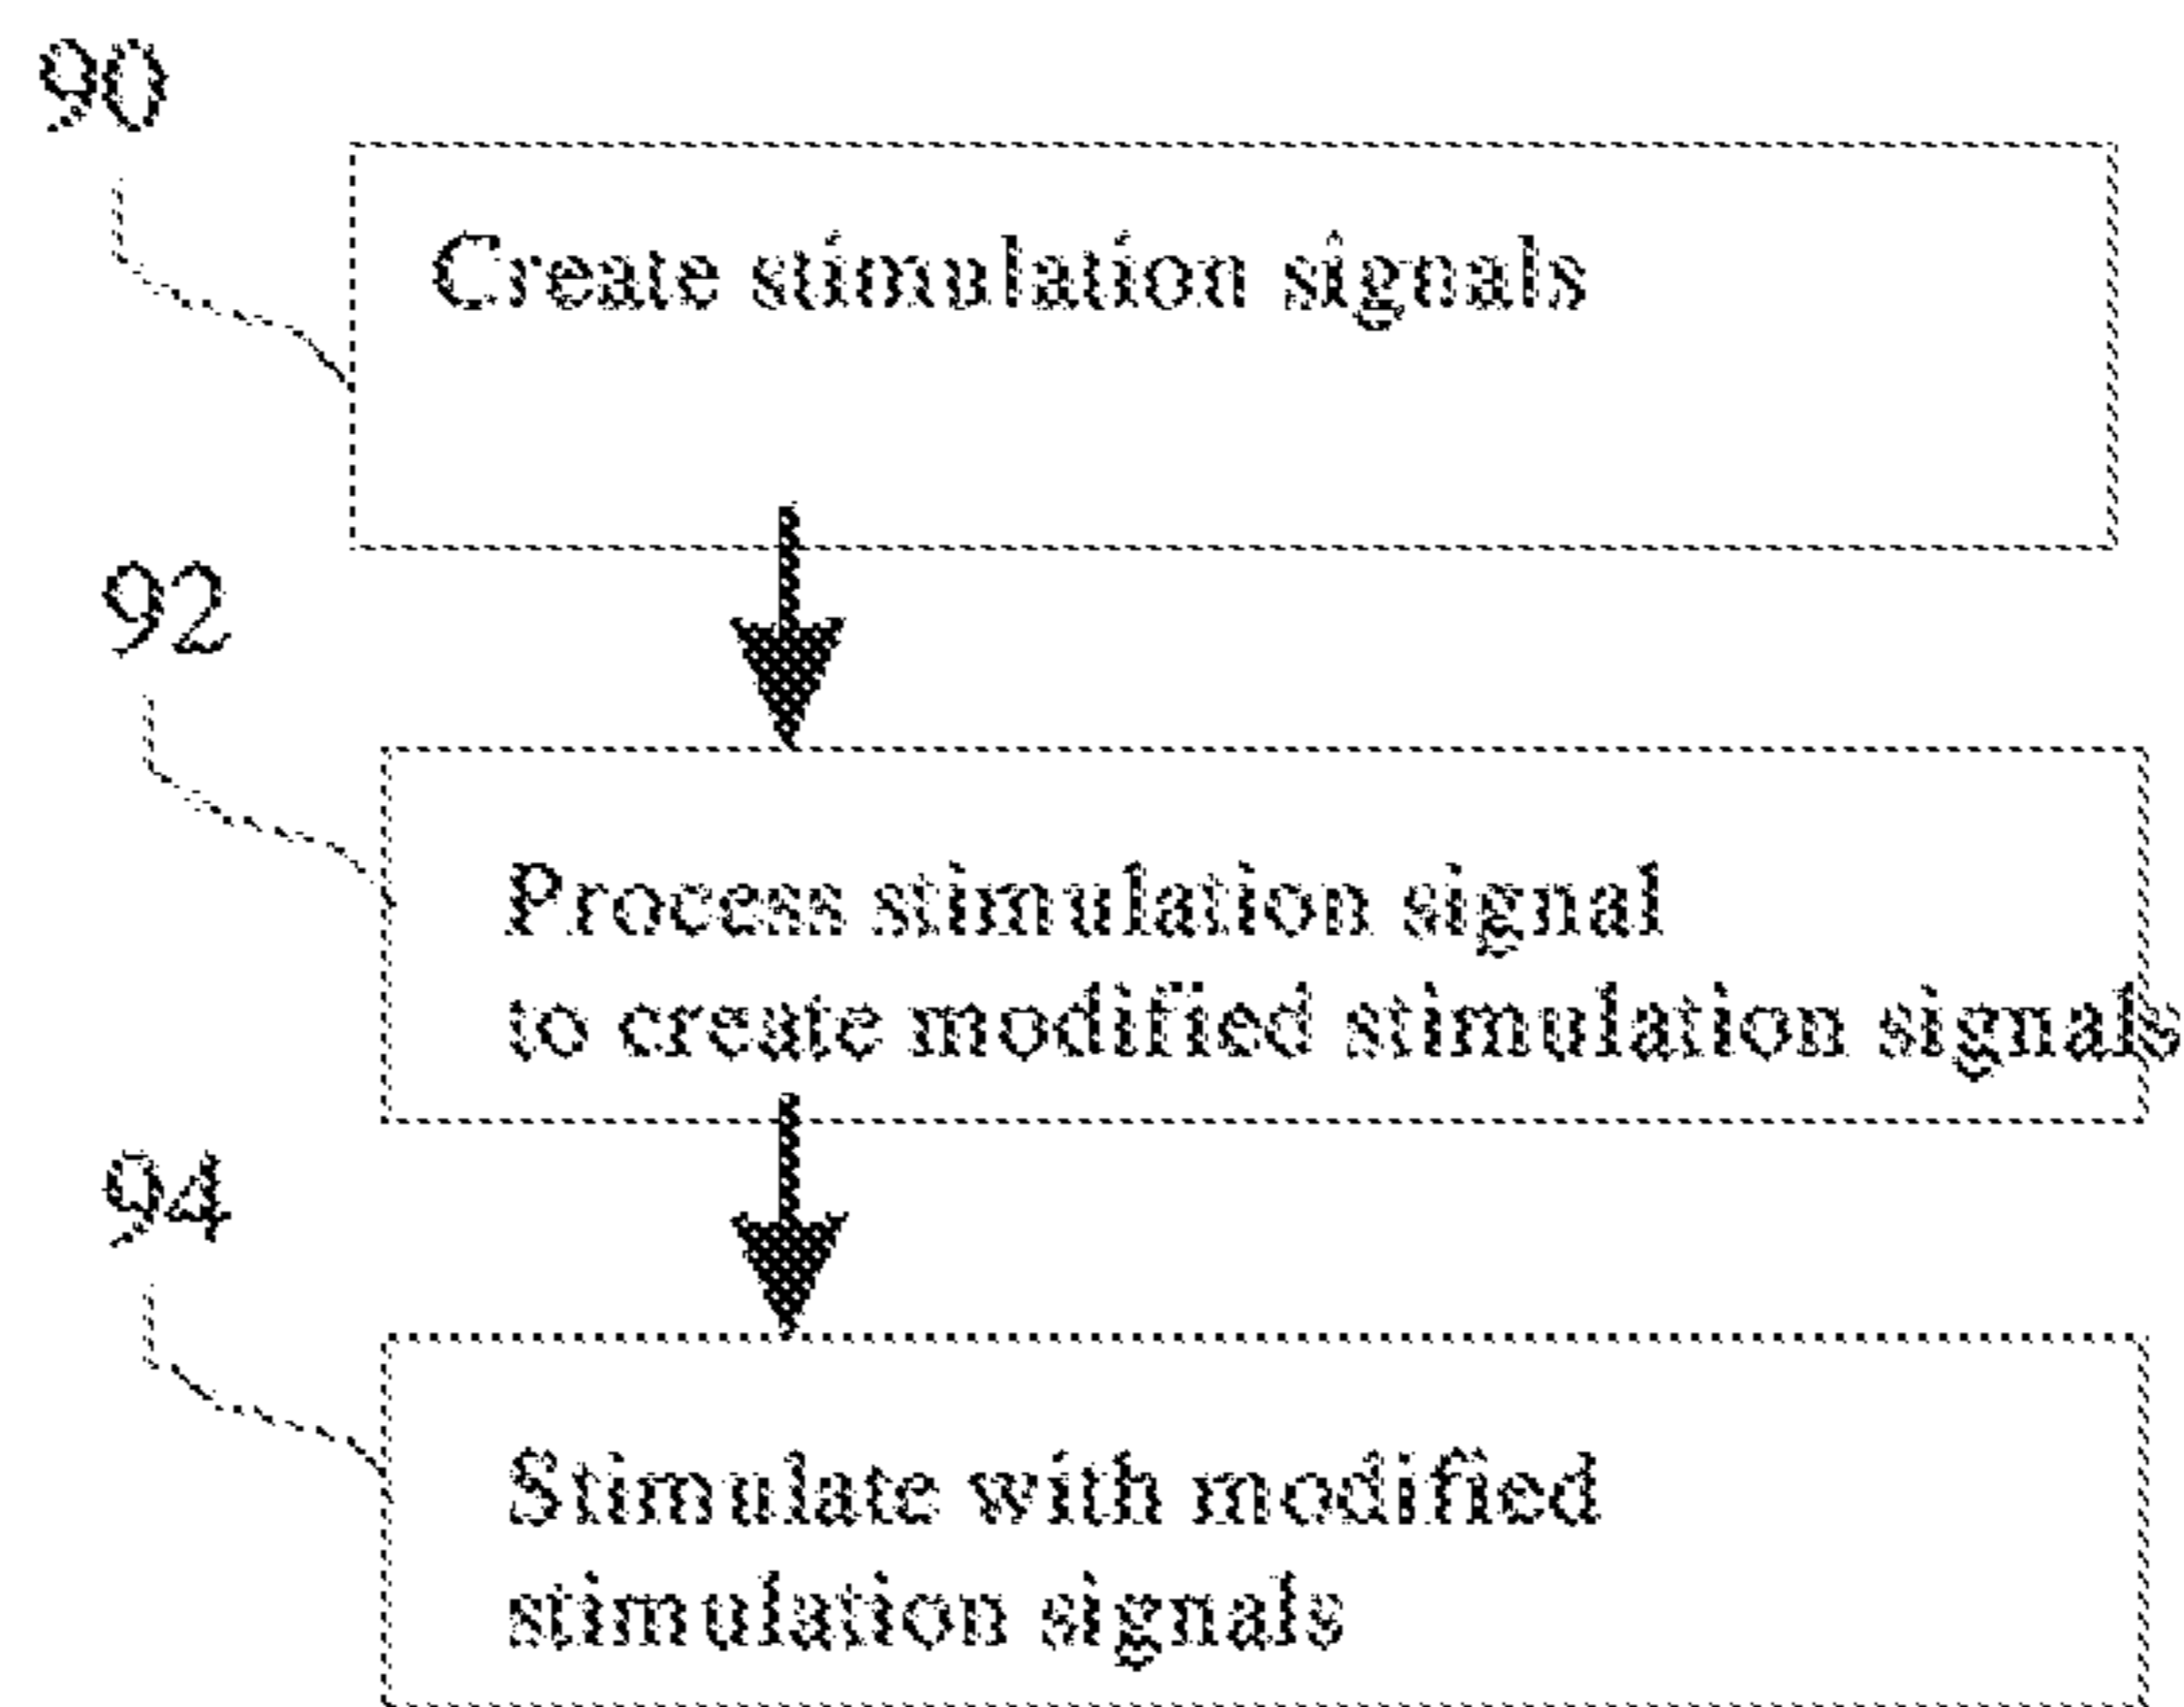 90
Create stimulation signals
92
Process stimulation signal
to create modified stimulation signals
94
Stimulate with modified
stimulation signals